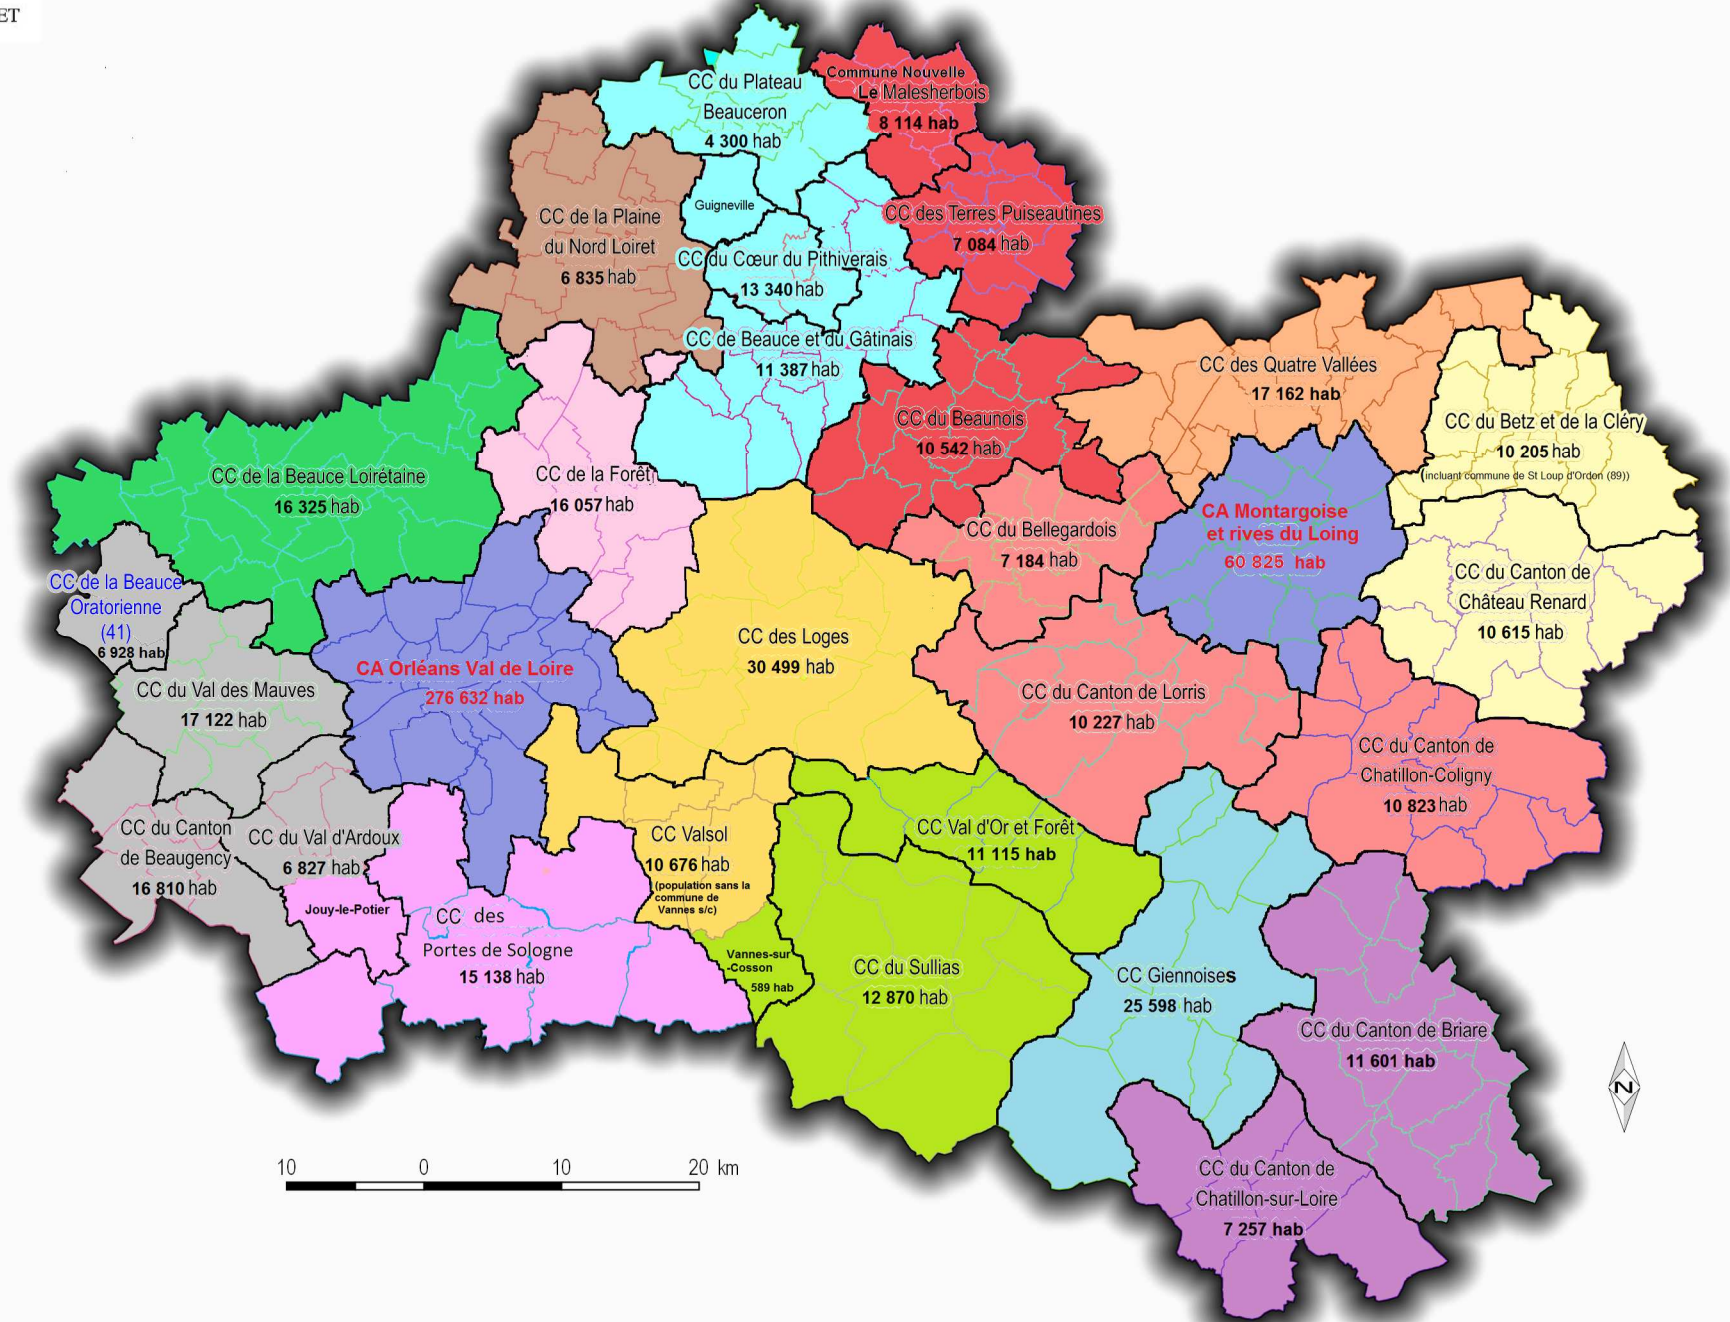 ET
CC du Plateau
Beauceron
4 300 hab
Commune Nouvelle
Le Malesherbois
8 114 hab
Guigneville
CC de la Plaine
du Nord Loiret
6 835 hab
CC des Terres Puiseautines
7 084 hab
CC du Cœur du Pithiverais
13 340 hab
CC de Beauce et du Gâtinais
11 387 hab
CC des Quatre Vallées
17 162 hab
CC du Beaunois
10 542 hab
CC du Betz et de la Cléry
10 205 hab
(incluant commune de St Loup d'Ordon (89))
CC de la Beauce Loirétaine
16 325 hab
CC de la Forêt
16 057 hab
CC du Bellegardois
7 184 hab
CA Montargoise
et rives du Loing
60 825 hab
CC de la Beauce
Oratorienne
(41)
6 928 hab
CC du Canton de
Château Renard
10 615 hab
CC des Loges
30 499 hab
CA Orléans Val de Loire
276 632 hab
CC du Val des Mauves
17 122 hab
CC du Canton de Lorris
10 227 hab
CC du Canton de
Chatillon-Coligny
10 823 hab
CC du Canton
de Beaugency
16 810 hab
CC du Val d'Ardoux
6 827 hab
CC Valsol
10 676 hab
(population sans la
commune de
Vannes s/c)
CC Val d'Or et Forêt
11 115 hab
Jouy-le-Potier
CC des
Portes de Sologne
15 138 hab
Vannes-sur
-Cosson
589 hab
CC du Sullias
12 870 hab
CC Giennoises
25 598 hab
CC du Canton de Briare
11 601 hab
N
10 0 10 20 km
CC du Canton de
Chatillon-sur-Loire
7 257 hab